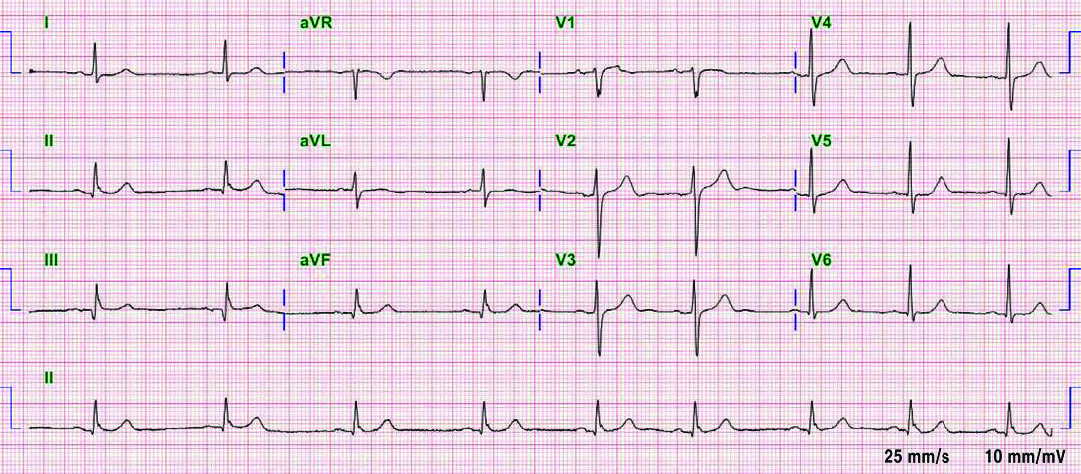 I aVR V1 V4
II aVL V2 V5
III aVF V3 V6
II
25 mm/s 10 mm/mV